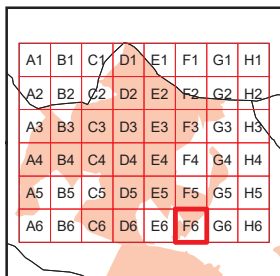 A1 B1 C1 D1 E1 F1 G1 H1
A2 B2 C2 D2 E2 F2 G2 H2
A3 B3 C3 D3 E3 F3 G3 H3
A4 B4 C4 D4 E4 F4 G4 H4
A5 B5 C5 D5 E5 F5 G5 H5
A6 B6 C6 D6 E6 F6 G6 H6